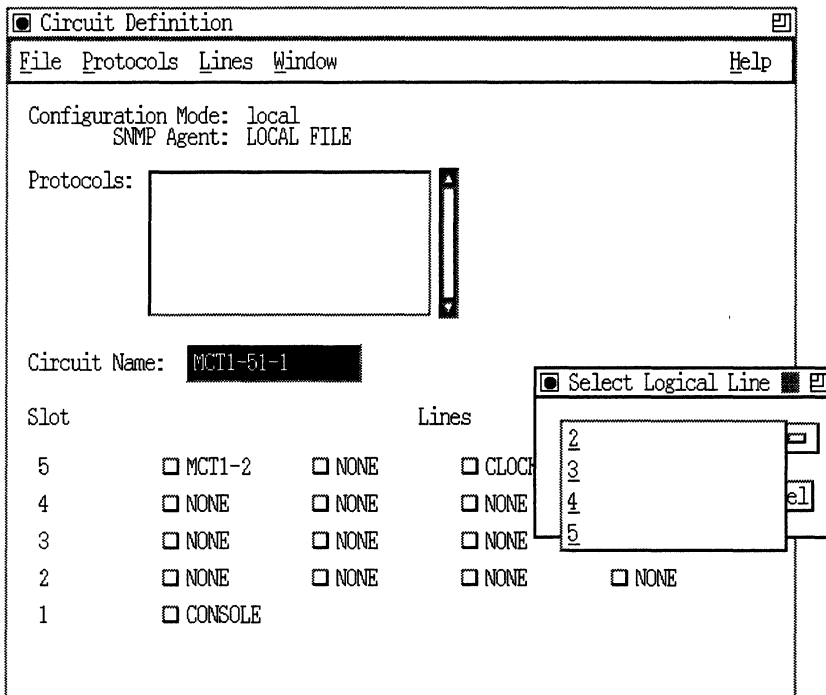 Circuit Definition
File Protocols Lines Window Help
Configuration Mode: local
SNMP Agent: LOCAL FILE
Protocols:
Circuit Name: MCT1-51-1
Select Logical Line
Slot Lines
2
3
4
5
5 MCT1-2 NONE
4 NONE NONE NONE
3 NONE NONE NONE
2 NONE NONE NONE NONE
1 CONSOLE